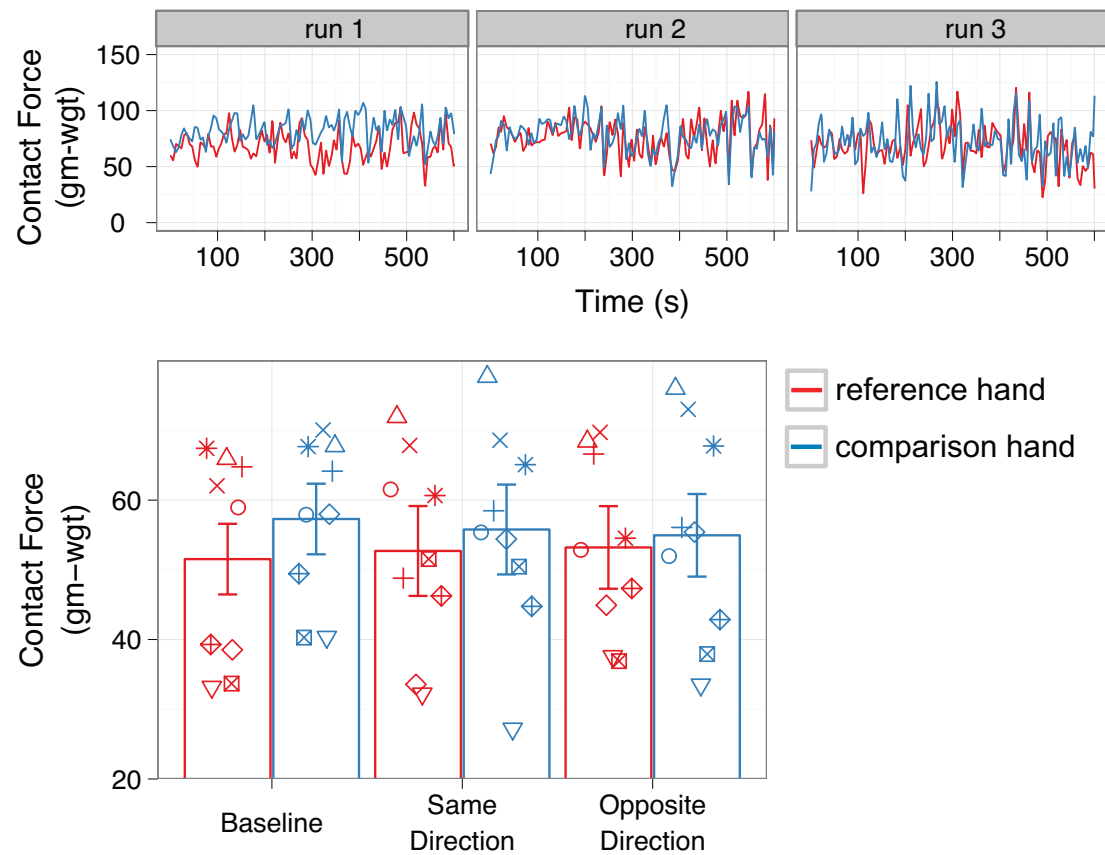 run 1 run 2 run 3
Contact Force
(gm-wgt)
150
100
50
0
100 300 500 100 300 500 100 300 500
Time (s)
Contact Force
(gm−wgt)
60
40
20
reference hand
comparison hand
Baseline
Same
Direction
Opposite
Direction